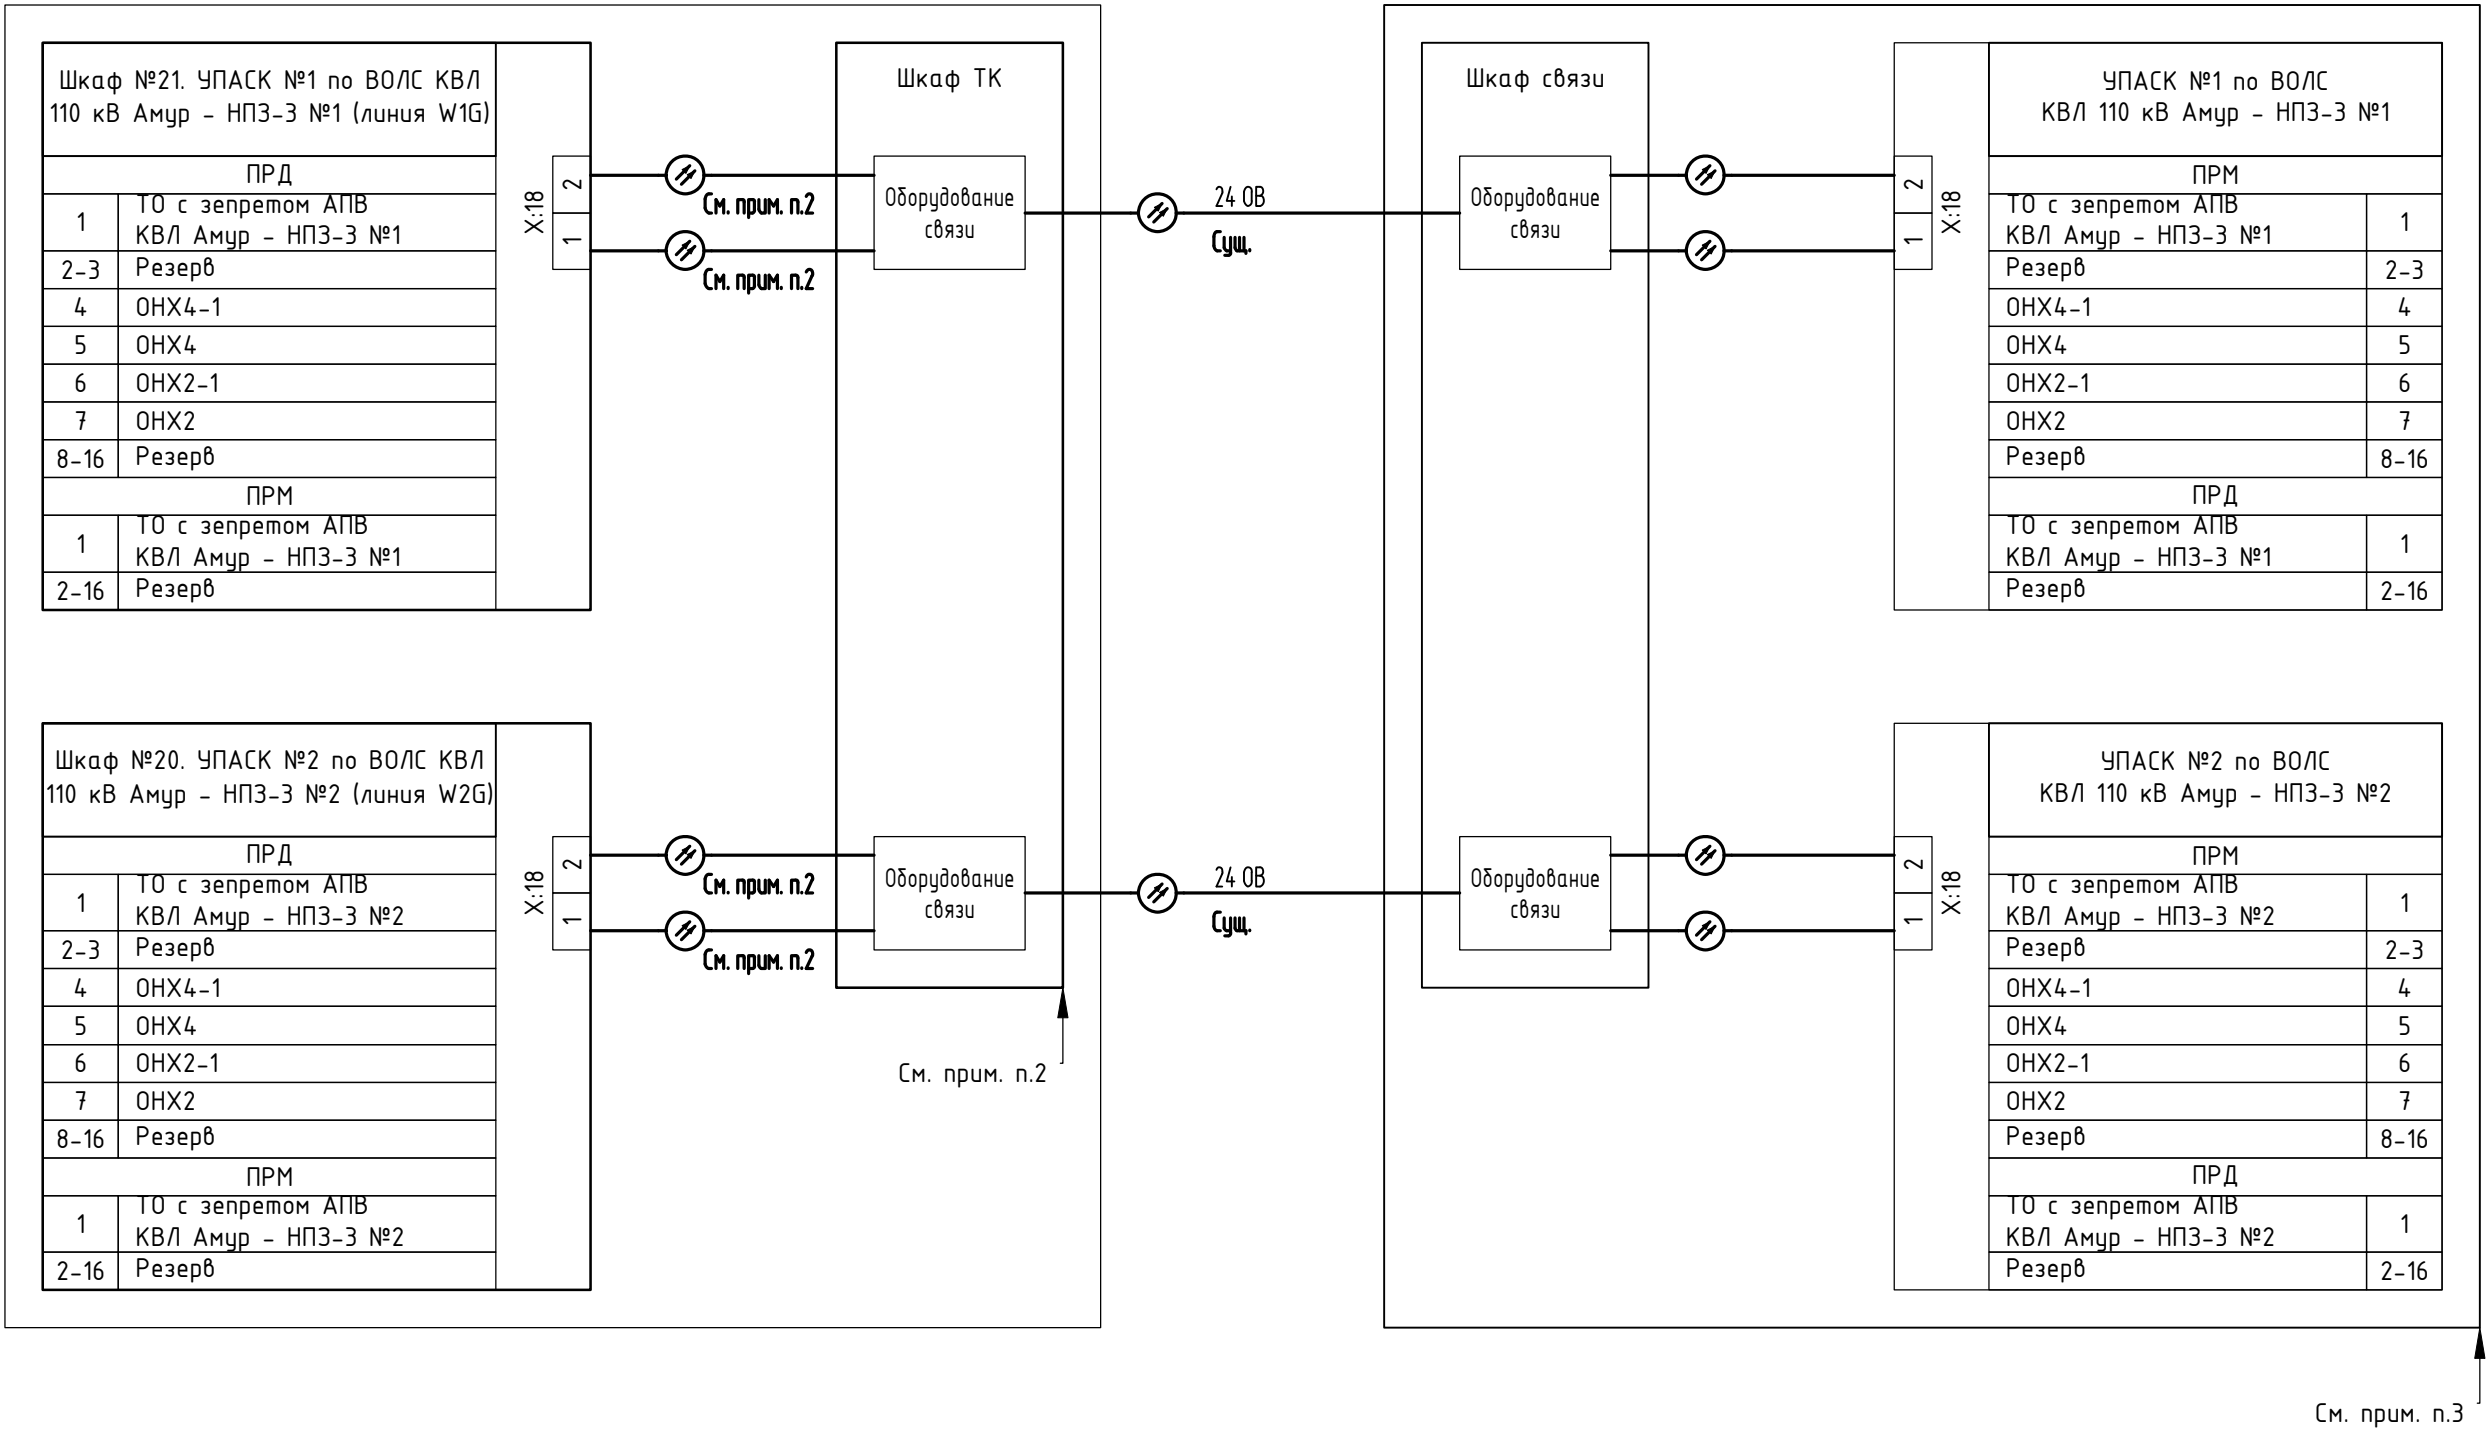 Шкаф №21. УПАСК №1 по ВОЛС КВЛ
110 кВ Амур - НПЗ-3 №1 (линия W1G)
ПРД
1
ТО с зепретом АПВ
КВЛ Амур - НПЗ-3 №1
2-3 Резерв
4 ОНХ4-1
5 ОНХ4
6 ОНХ2-1
7 ОНХ2
8-16 Резерв
ПРМ
1
ТО с зепретом АПВ
КВЛ Амур - НПЗ-3 №1
2-16 Резерв
X:18
2
1
См. прим. п.2
См. прим. п.2
Шкаф ТК
Оборудование
связи
24 ОВ
Сущ.
Шкаф связи
Оборудование
связи
2
1
X:18
УПАСК №1 по ВОЛС
КВЛ 110 кВ Амур - НПЗ-3 №1
ПРМ
ТО с зепретом АПВ
КВЛ Амур - НПЗ-3 №1
1
Резерв 2-3
ОНХ4-1 4
ОНХ4 5
ОНХ2-1 6
ОНХ2 7
Резерв 8-16
ПРД
ТО с зепретом АПВ
КВЛ Амур - НПЗ-3 №1
1
Резерв 2-16
Шкаф №20. УПАСК №2 по ВОЛС КВЛ
110 кВ Амур - НПЗ-3 №2 (линия W2G)
ПРД
1
ТО с зепретом АПВ
КВЛ Амур - НПЗ-3 №2
2-3 Резерв
4 ОНХ4-1
5 ОНХ4
6 ОНХ2-1
7 ОНХ2
8-16 Резерв
ПРМ
1
ТО с зепретом АПВ
КВЛ Амур - НПЗ-3 №2
2-16 Резерв
X:18
2
1
См. прим. п.2
См. прим. п.2
Оборудование
связи
См. прим. п.2
24 ОВ
Сущ.
Оборудование
связи
2
1
X:18
УПАСК №2 по ВОЛС
КВЛ 110 кВ Амур - НПЗ-3 №2
ПРМ
ТО с зепретом АПВ
КВЛ Амур - НПЗ-3 №2
1
Резерв 2-3
ОНХ4-1 4
ОНХ4 5
ОНХ2-1 6
ОНХ2 7
Резерв 8-16
ПРД
ТО с зепретом АПВ
КВЛ Амур - НПЗ-3 №2
1
Резерв 2-16
См. прим. п.3